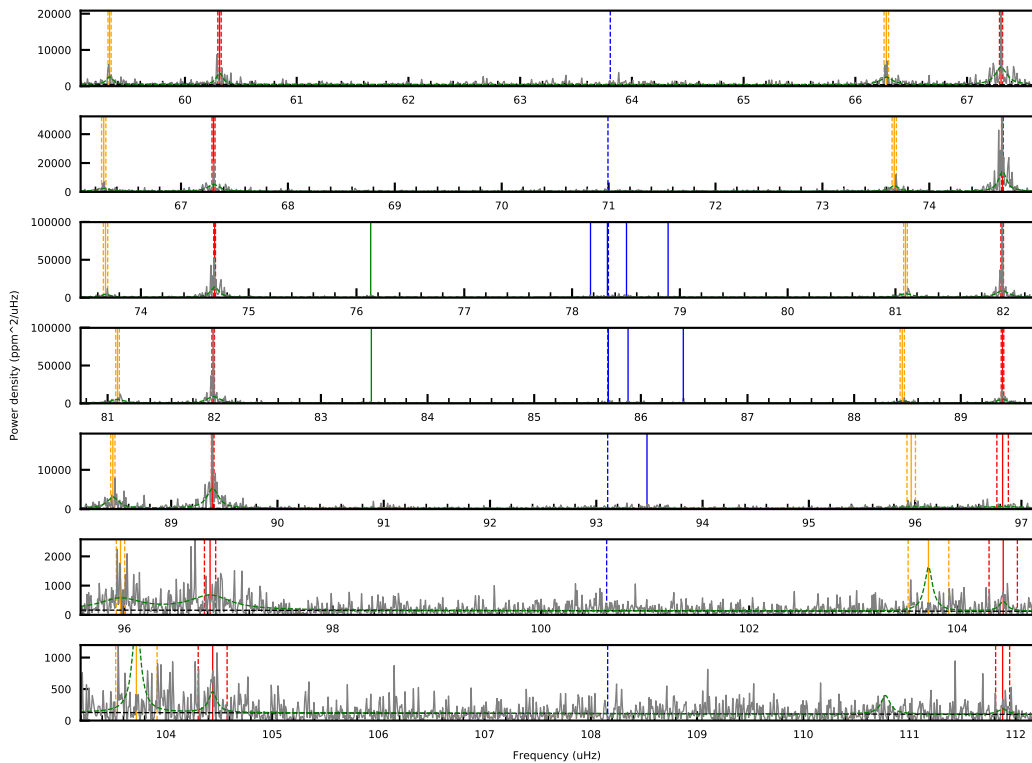 20000
10000
0
60 61 62 63 64 65 66 67
40000
20000
0
67 68 69 70 71 72 73 74
100000
50000
0
74 75 76 77 78 79 80 81 82
Power density (ppm^2/uHz)
100000
50000
0
81 82 83 84 85 86 87 88 89
10000
0
89 90 91 92 93 94 95 96 97
2000
1000
0
96 98 100 102 104
1000
500
0
104 105 106 107 108 109 110 111 112
Frequency (uHz)